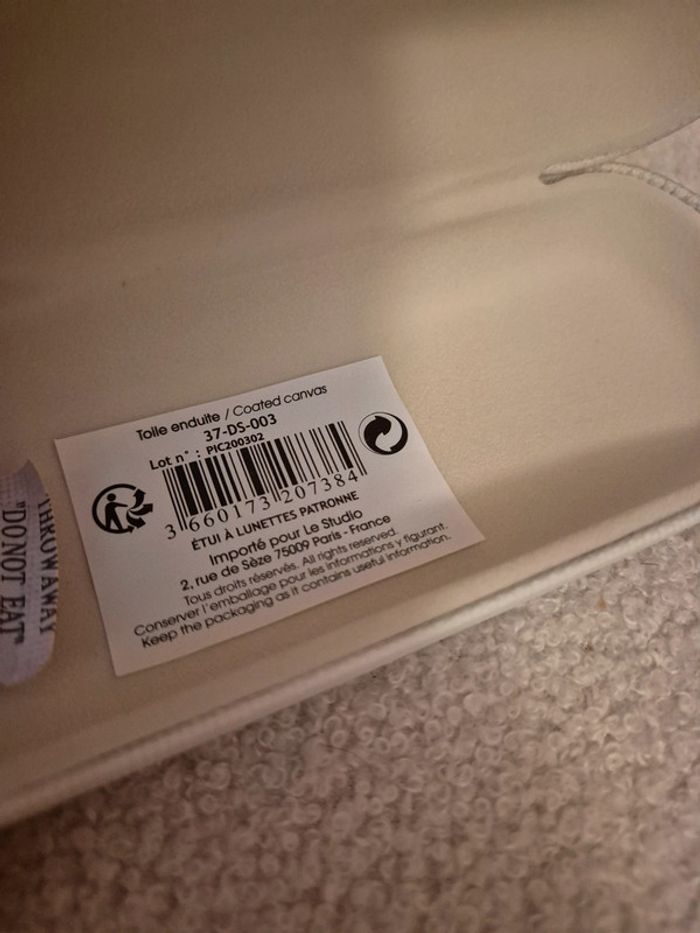 Toile enduite / Coated canvas
37-DS-003
Lot n° : PIC200302
3 660173 207384
ÉTUI À LUNETTES PATRONNE
Importé pour Le Studio
2, rue de Sèze 75009 Paris - France
Tous droits réservés. All rights reserved.
Conserver l'emballage pour les informations y figurant.
Keep the packaging as it contains useful information.
THROW AWAY
"DO NOT EAT"